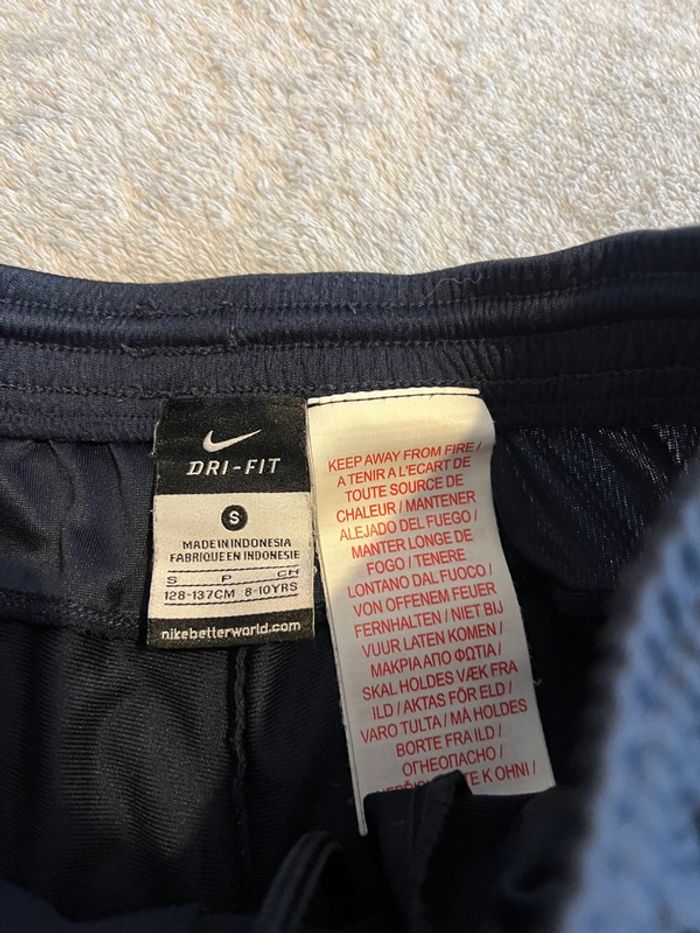 DRI-FIT
S
MADE IN INDONESIA
FABRIQUE EN INDONESIE
S P CH
128-137CM 8-10YRS
nikebetterworld.com
KEEP AWAY FROM FIRE /
A TENIR A L'ECART DE
TOUTE SOURCE DE
CHALEUR / MANTENER
ALEJADO DEL FUEGO /
MANTER LONGE DE
FOGO / TENERE
LONTANO DAL FUOCO /
VON OFFENEM FEUER
FERNHALTEN / NIET BIJ
VUUR LATEN KOMEN /
ΜΑΚΡΙΑ ΑΠΟ ΦΩΤΙΑ /
SKAL HOLDES VÆK FRA
ILD / AKTAS FÖR ELD /
VARO TULTA / MÅ HOLDES
BORTE FRA ILD /
ОГНЕОПАСНО /
K OHNI /